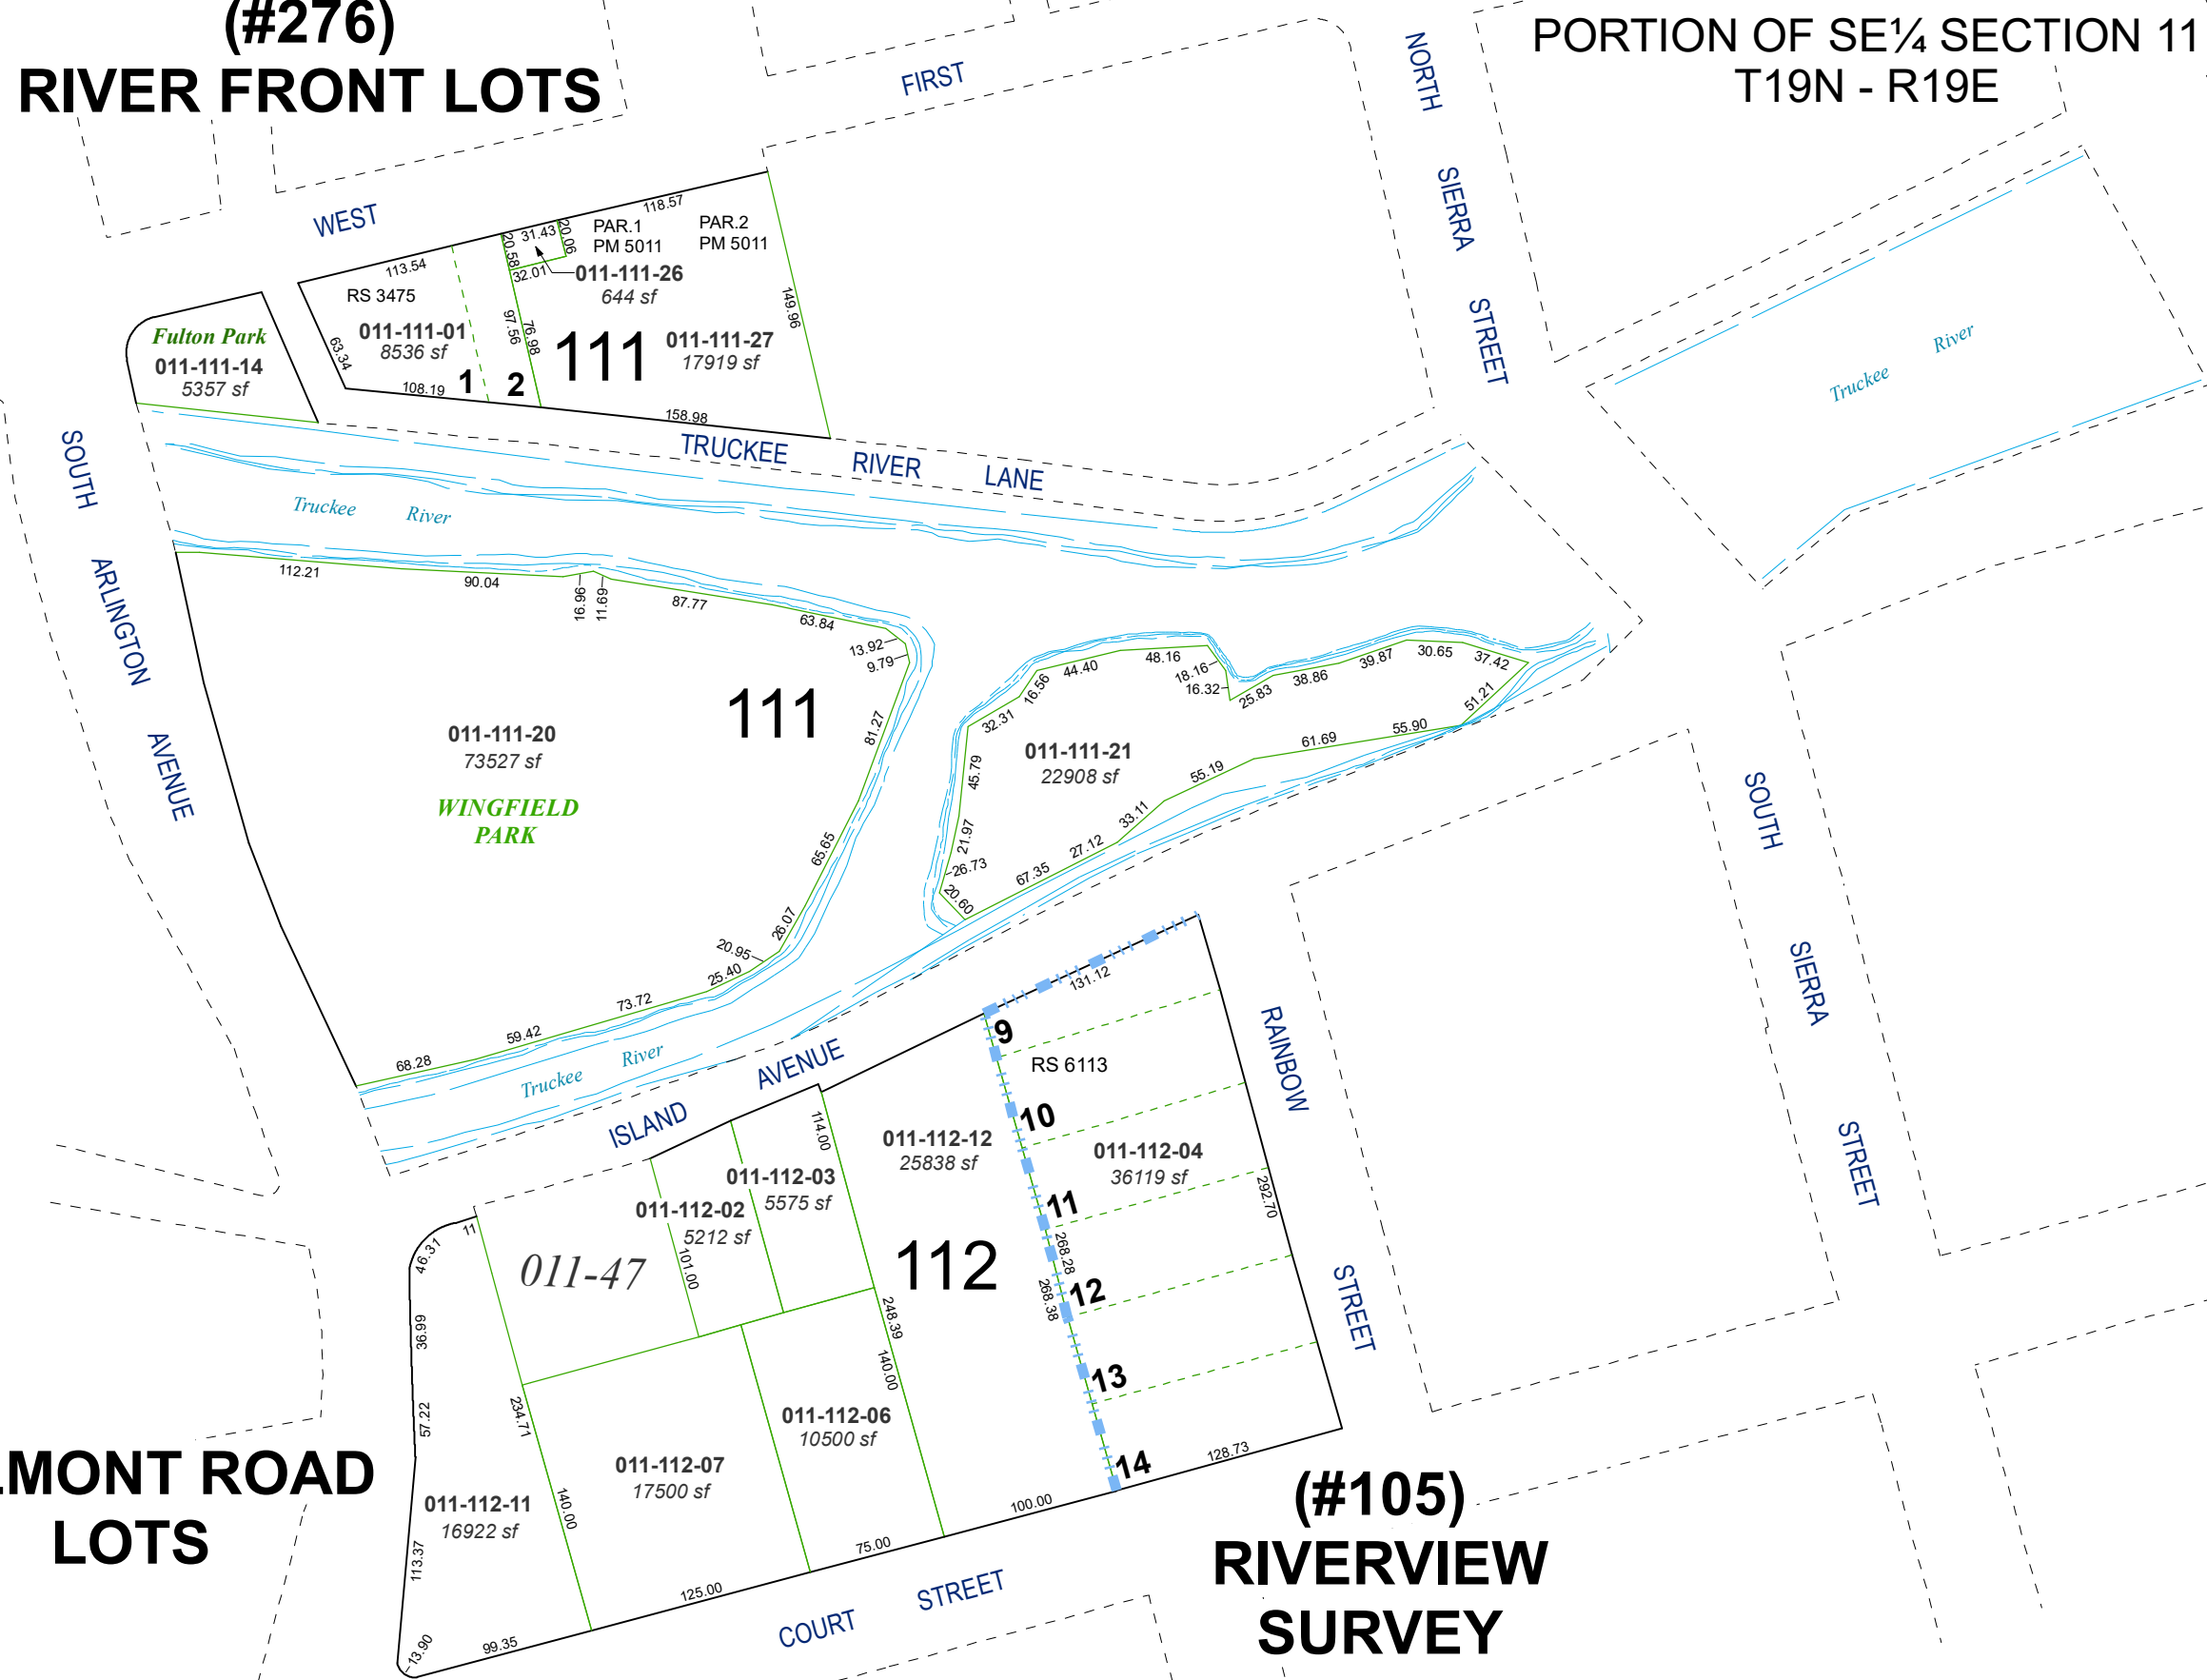 (#276)
RIVER FRONT LOTS
PORTION OF SE¼ SECTION 11
T19N - R19E
WEST
FIRST
NORTH
SIERRA
STREET
118.57
31.43
20.58
20.06
32.01
PAR.1
PM 5011
PAR.2
PM 5011
113.54
RS 3475
011-111-26
644 sf
149.96
63.34
011-111-01
8536 sf
97.56
76.98
111
011-111-27
17919 sf
108.19
1
2
158.98
Fulton Park
011-111-14
5357 sf
TRUCKEE RIVER LANE
Truckee River
Truckee River
SOUTH
ARLINGTON
AVENUE
112.21
90.04
16.96
11.69
87.77
63.84
13.92
9.79
81.27
65.65
26.07
20.95
25.40
73.72
59.42
68.28
111
011-111-20
73527 sf
WINGFIELD
PARK
32.31
16.56
44.40
48.16
18.16
16.32
25.83
38.86
39.87
30.65
37.42
51.21
55.90
61.69
55.19
33.11
27.12
67.35
20.60
26.73
21.97
45.79
011-111-21
22908 sf
Truckee River
ISLAND AVENUE
SOUTH
SIERRA
STREET
RAINBOW
STREET
131.12
9
RS 6113
10
11
12
13
14
011-112-04
36119 sf
292.70
268.28
268.38
128.73
114.00
011-112-12
25838 sf
011-112-03
5575 sf
011-112-02
5212 sf
101.00
112
248.39
140.00
011-47
11
46.31
36.99
57.22
113.37
13.90
234.71
140.00
011-112-06
10500 sf
011-112-07
17500 sf
011-112-11
16922 sf
99.35
125.00
75.00
100.00
COURT STREET
LMONT ROAD
LOTS
(#105)
RIVERVIEW
SURVEY